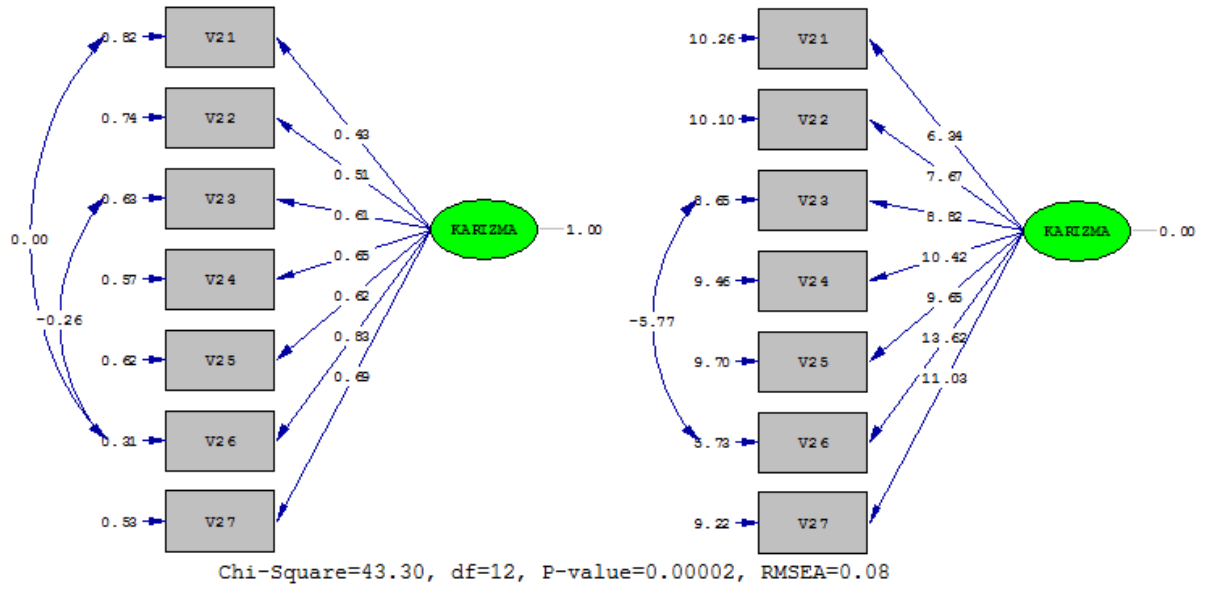 0.82 V21 10.26 V21
0.43 6.34
0.74 V22 10.10 V22
0.51 7.67
0.63 V23 8.65 V23
0.61 8.82
KARIZMA 1.00 KARIZMA 0.00
0.00
0.65 10.42
0.57 V24 9.46 V24
0.62 9.65
-0.26 -5.77
0.83 13.62
0.62 V25 9.70 V25
0.69 11.03
0.31 V26 5.73 V26
0.53 V27 9.22 V27
Chi-Square=43.30, df=12, P-value=0.00002, RMSEA=0.08